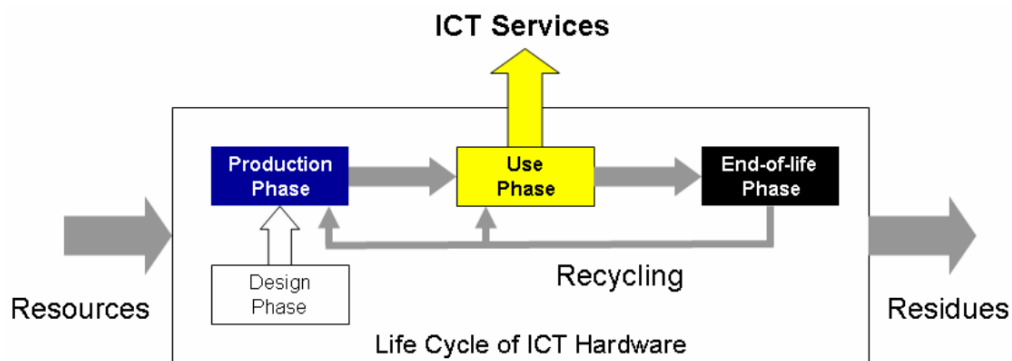 ICT Services
Production
Phase
Use
Phase
End-of-life
Phase
Design
Phase
Recycling
Resources
Residues
Life Cycle of ICT Hardware